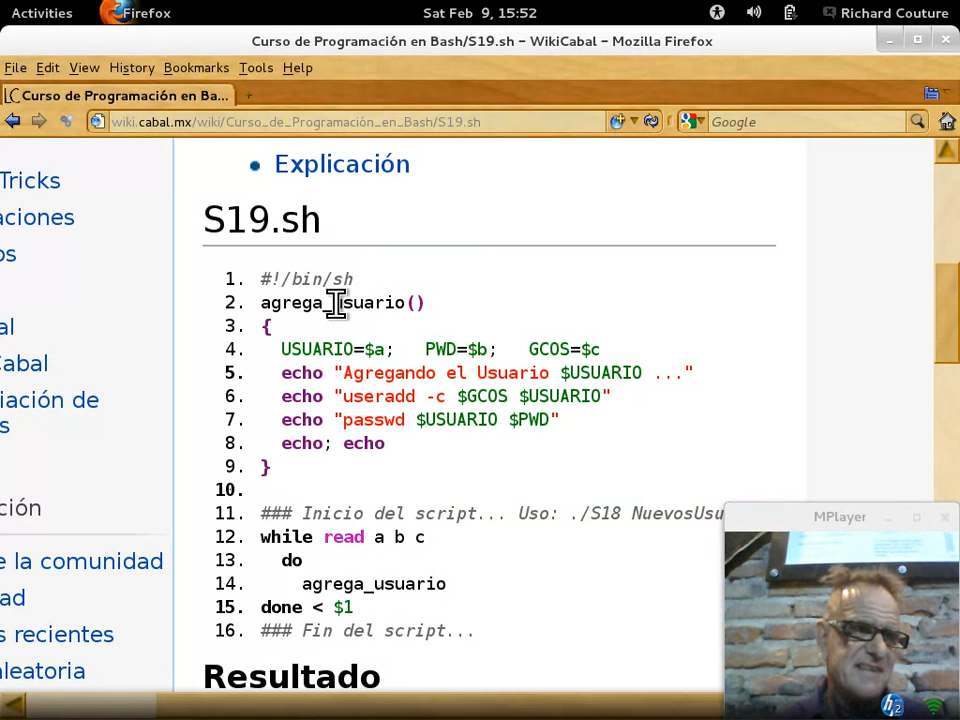 Activities Firefox Sat Feb 9, 15:52 Richard Couture
Curso de Programación en Bash/S19.sh – WikiCabal – Mozilla Firefox
File Edit View History Bookmarks Tools Help
Curso de Programación en Ba...
wiki.cabal.mx/wiki/Curso_de_Programación_en_Bash/S19.sh Google
Explicación
Tricks
aciones
os
al
Cabal
iación de
s
ción
e la comunidad
ad
s recientes
aleatoria
S19.sh
1. #!/bin/sh
2. agrega_usuario()
3. {
4. USUARIO=$a; PWD=$b; GCOS=$c
5. echo "Agregando el Usuario $USUARIO ..."
6. echo "useradd -c $GCOS $USUARIO"
7. echo "passwd $USUARIO $PWD"
8. echo; echo
9. }
10.
11. ### Inicio del script... Uso: ./S18 NuevosUsu
12. while read a b c
13. do
14. agrega_usuario
15. done < $1
16. ### Fin del script...
Resultado
MPlayer